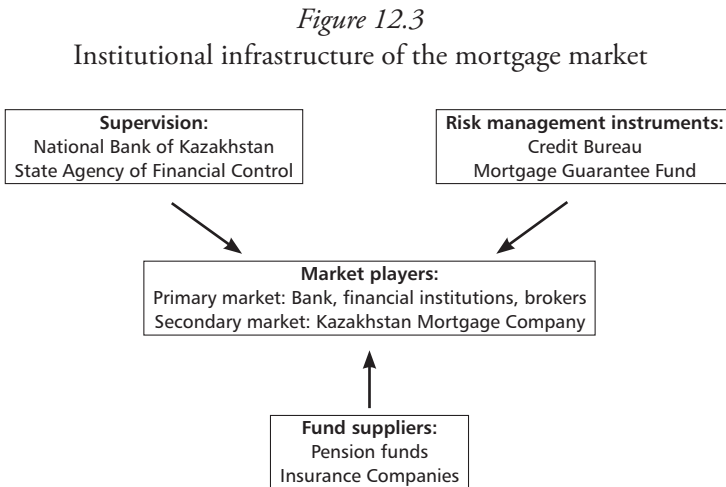 Figure 12.3
Institutional infrastructure of the mortgage market
Supervision:
National Bank of Kazakhstan
State Agency of Financial Control
Risk management instruments:
Credit Bureau
Mortgage Guarantee Fund
Market players:
Primary market: Bank, financial institutions, brokers
Secondary market: Kazakhstan Mortgage Company
Fund suppliers:
Pension funds
Insurance Companies